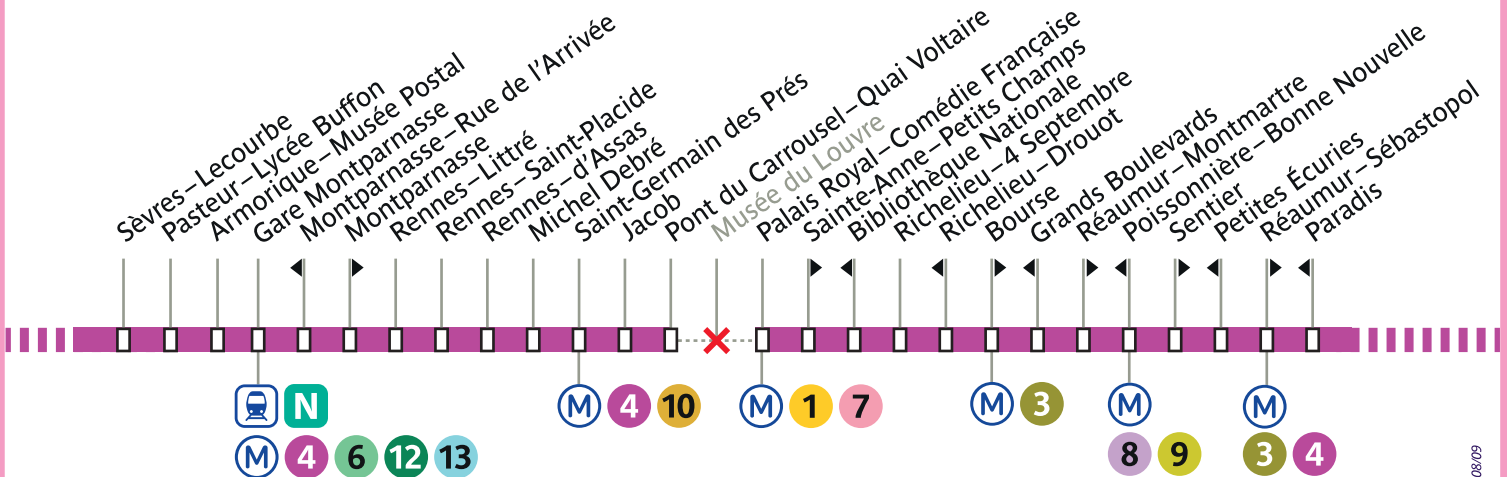 Sèvres–Lecourbe
Pasteur–Lycée Buffon
Armorique–Musée Postal
Gare Montparnasse
Montparnasse–Rue de l'Arrivée
Montparnasse
Rennes–Littré
Rennes–Saint-Placide
Rennes–d'Assas
Michel Debré
Saint-Germain des Prés
Jacob
Pont du Carrousel–Quai Voltaire
Musée du Louvre
Palais Royal–Comédie Française
Sainte-Anne–Petits Champs
Bibliothèque Nationale
Richelieu–4 Septembre
Richelieu–Drouot
Bourse
Grands Boulevards
Réaumur–Montmartre
Poissonnière–Bonne Nouvelle
Sentier
Petites Écuries
Réaumur–Sébastopol
Paradis
N
M 4 6 12 13
M 4 10
M 1 7
M 3
M
8 9
M
3 4
08/09